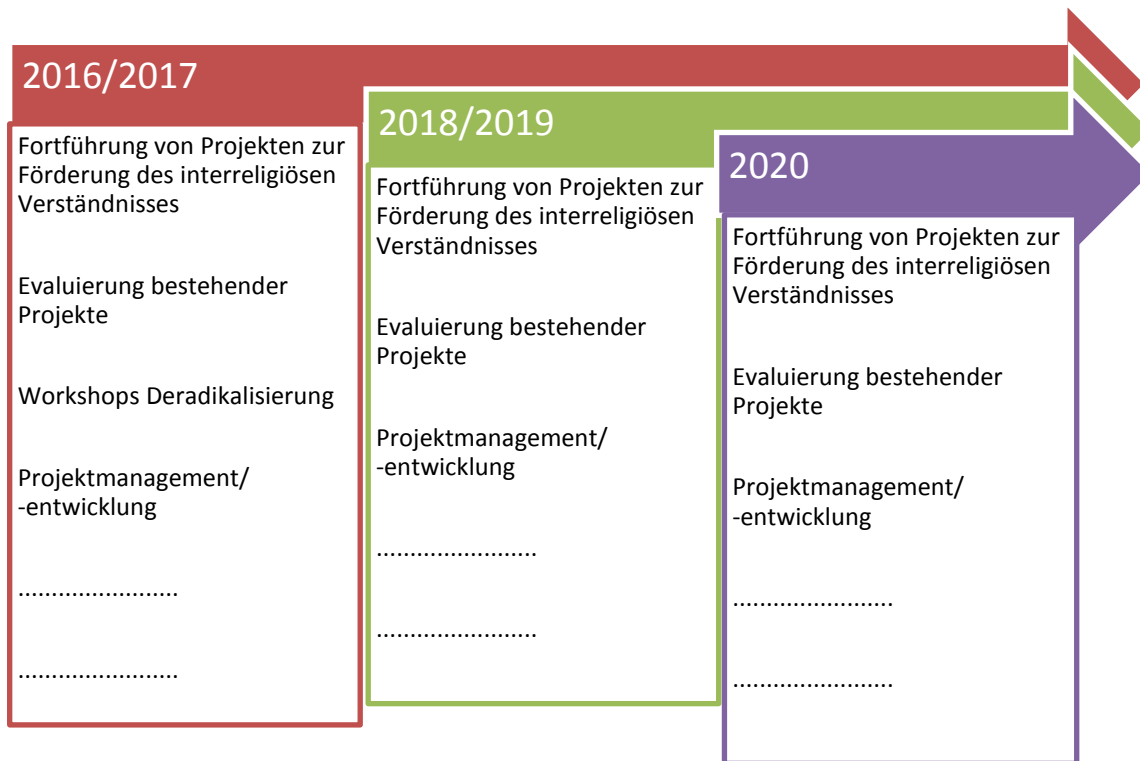 2016/2017
Fortführung von Projekten zur
Förderung des interreligiösen
Verständnisses
Evaluierung bestehender
Projekte
Workshops Deradikalisierung
Projektmanagement/
-entwicklung
........................
........................
2018/2019
Fortführung von Projekten zur
Förderung des interreligiösen
Verständnisses
Evaluierung bestehender
Projekte
Projektmanagement/
-entwicklung
........................
........................
2020
Fortführung von Projekten zur
Förderung des interreligiösen
Verständnisses
Evaluierung bestehender
Projekte
Projektmanagement/
-entwicklung
........................
........................